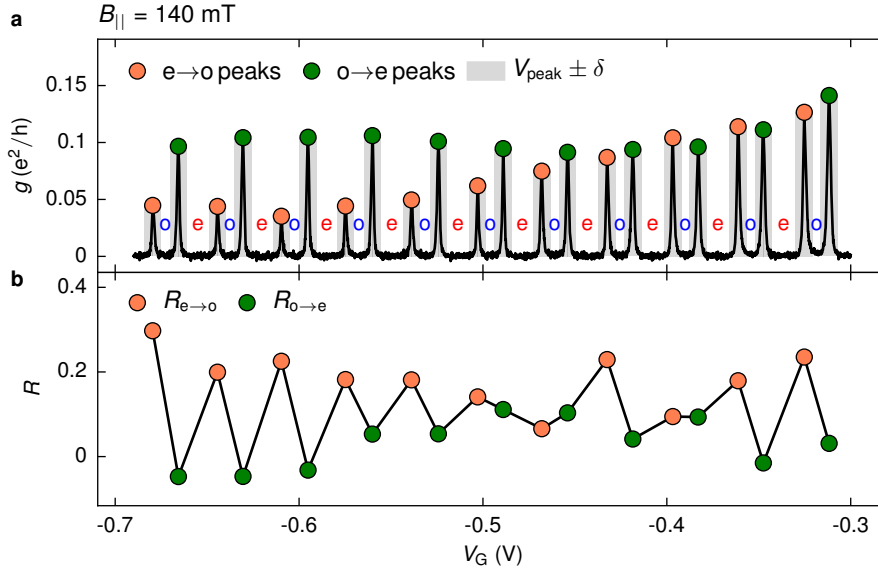 B|| = 140 mT
a
e→o peaks o→e peaks Vpeak ± δ
0.15
0.1
0.05
0
g (e²/h)
o e o e o e o e o e o e o e o e o e o e o
b
Re→o Ro→e
0.4
0.2
0
R
-0.7 -0.6 -0.5 -0.4 -0.3
VG (V)